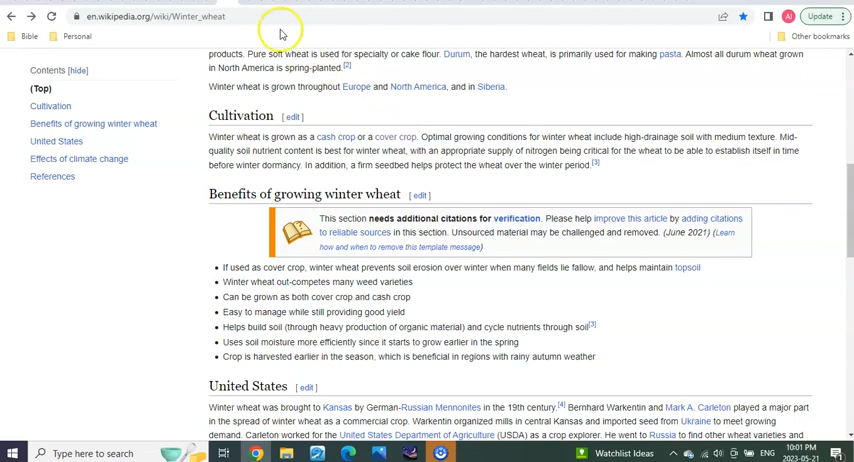 en.wikipedia.org/wiki/Winter_wheat
AI
Update
Bible
Personal
Other bookmarks
Contents [hide]
(Top)
Cultivation
Benefits of growing winter wheat
United States
Effects of climate change
References
products. Pure soft wheat is used for specialty or cake flour. Durum, the hardest wheat, is primarily used for making pasta. Almost all durum wheat grown
in North America is spring-planted.[2]
Winter wheat is grown throughout Europe and North America, and in Siberia.
Cultivation [ edit ]
Winter wheat is grown as a cash crop or a cover crop. Optimal growing conditions for winter wheat include high-drainage soil with medium texture. Mid-
quality soil nutrient content is best for winter wheat, with an appropriate supply of nitrogen being critical for the wheat to be able to establish itself in time
before winter dormancy. In addition, a firm seedbed helps protect the wheat over the winter period.[3]
Benefits of growing winter wheat [ edit ]
This section needs additional citations for verification. Please help improve this article by adding citations
to reliable sources in this section. Unsourced material may be challenged and removed. (June 2021) (Learn
how and when to remove this template message)
• If used as cover crop, winter wheat prevents soil erosion over winter when many fields lie fallow, and helps maintain topsoil
• Winter wheat out-competes many weed varieties
• Can be grown as both cover crop and cash crop
• Easy to manage while still providing good yield
• Helps build soil (through heavy production of organic material) and cycle nutrients through soil[3]
• Uses soil moisture more efficiently since it starts to grow earlier in the spring
• Crop is harvested earlier in the season, which is beneficial in regions with rainy autumn weather
United States [ edit ]
Winter wheat was brought to Kansas by German-Russian Mennonites in the 19th century.[4] Bernhard Warkentin and Mark A. Carleton played a major part
in the spread of winter wheat as a commercial crop. Warkentin organized mills in central Kansas and imported seed from Ukraine to meet growing
demand. Carleton worked for the United States Department of Agriculture (USDA) as a crop explorer. He went to Russia to find other wheat varieties and
Type here to search
Watchlist Ideas
ENG
10:01 PM
2023-05-21